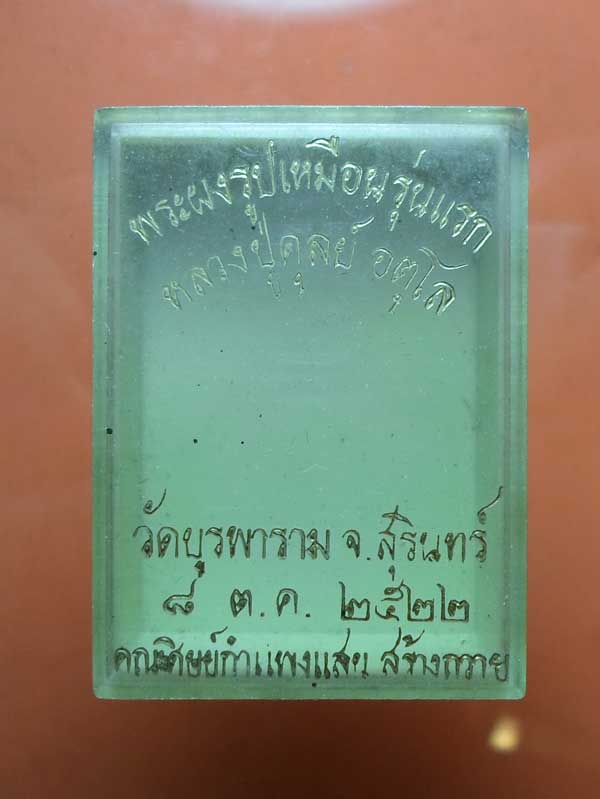 พระผงรูปเหมือนรุ่นแรก
หลวงปู่ดุลย์ อตุโล
วัดบูรพาราม จ.สุรินทร์
๘ ต.ค. ๒๕๒๒
คณะศิษย์กำแพงแสน สร้างถวาย